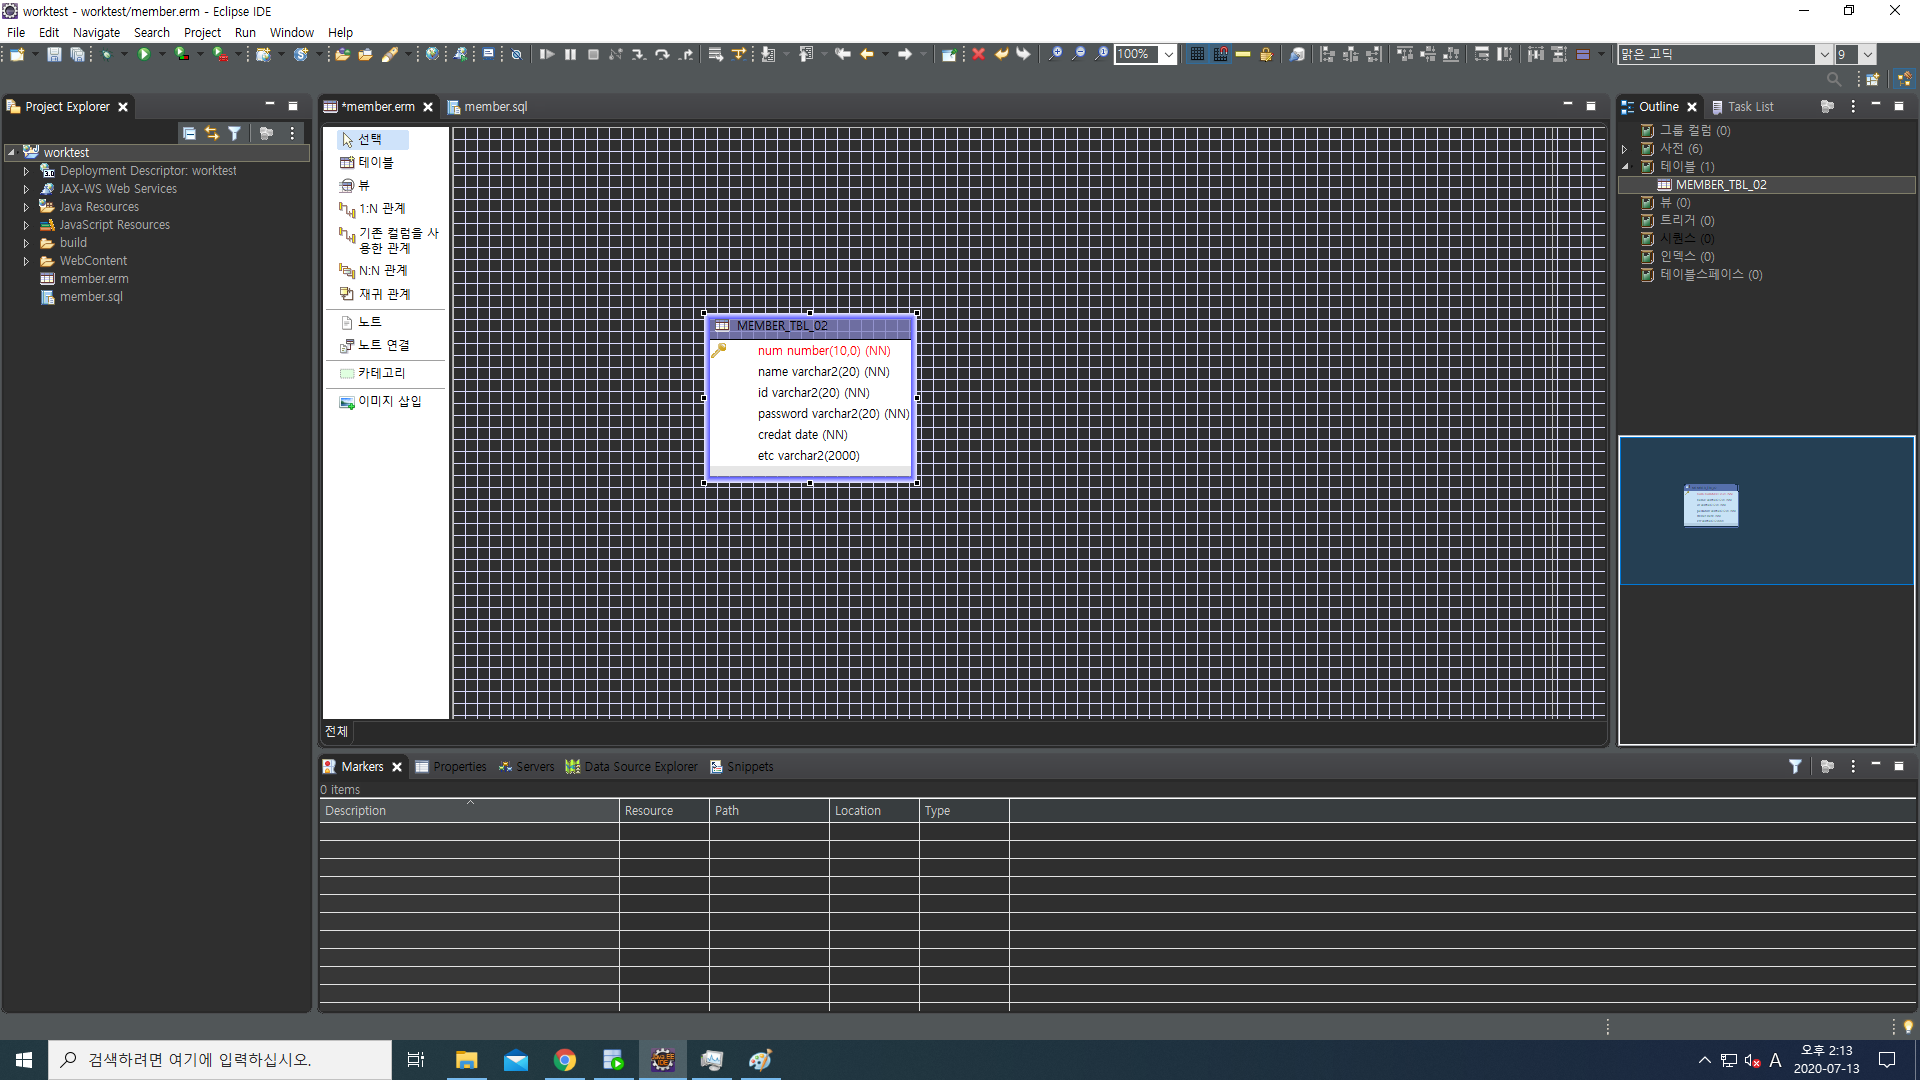 worktest - worktest/member.erm - Eclipse IDE
File Edit Navigate Search Project Run Window Help
100%
맑은 고딕
9
Project Explorer
worktest
Deployment Descriptor: worktest
JAX-WS Web Services
Java Resources
JavaScript Resources
build
WebContent
member.erm
member.sql
*member.erm
member.sql
선택
테이블
뷰
1:N 관계
기존 컬럼을 사
용한 관계
N:N 관계
재귀 관계
노트
노트 연결
카테고리
이미지 삽입
MEMBER_TBL_02
num number(10,0) (NN)
name varchar2(20) (NN)
id varchar2(20) (NN)
password varchar2(20) (NN)
credat date (NN)
etc varchar2(2000)
전체
Outline
Task List
그룹 컬럼 (0)
사전 (6)
테이블 (1)
MEMBER_TBL_02
뷰 (0)
트리거 (0)
시퀀스 (0)
인덱스 (0)
테이블스페이스 (0)
Markers Properties Servers Data Source Explorer Snippets
0 items
Description Resource Path Location Type
검색하려면 여기에 입력하십시오.
A
오후 2:13
2020-07-13